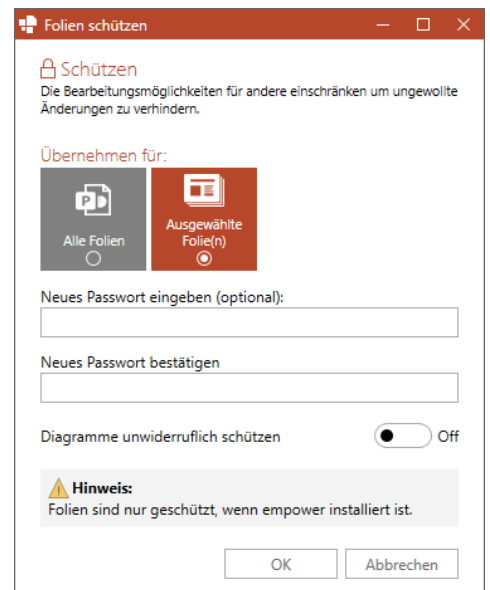 Folien schützen
Schützen
Die Bearbeitungsmöglichkeiten für andere einschränken um ungewollte
Änderungen zu verhindern.
Übernehmen für:
Alle Folien
Ausgewählte
Folie(n)
Neues Passwort eingeben (optional):
Neues Passwort bestätigen
Diagramme unwiderruflich schützen
Off
Hinweis:
Folien sind nur geschützt, wenn empower installiert ist.
OK
Abbrechen